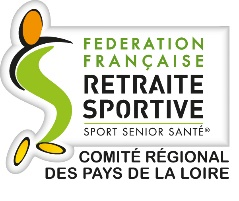 FEDERATION
FRANÇAISE
RETRAITE
SPORTIVE
SPORT SENIOR SANTÉ®
COMITÉ RÉGIONAL
DES PAYS DE LA LOIRE